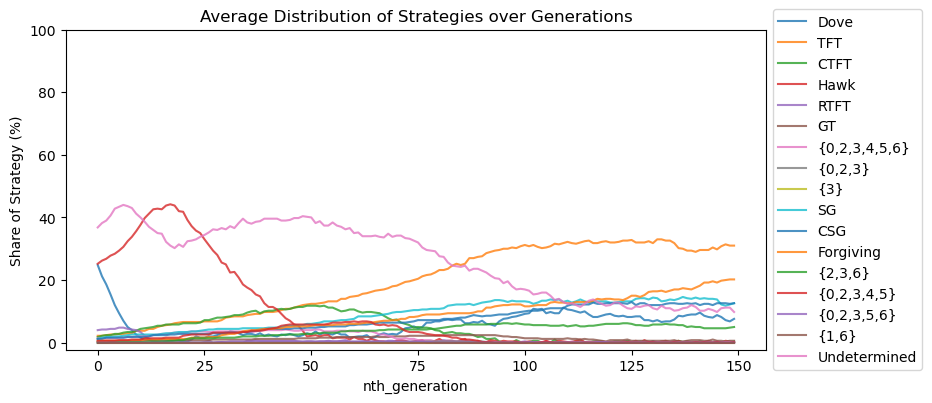 Average Distribution of Strategies over Generations
100
80
60
40
20
0
Share of Strategy (%)
0
25
50
75
100
125
150
nth_generation
Dove
TFT
CTFT
Hawk
RTFT
GT
{0,2,3,4,5,6}
{0,2,3}
{3}
SG
CSG
Forgiving
{2,3,6}
{0,2,3,4,5}
{0,2,3,5,6}
{1,6}
Undetermined